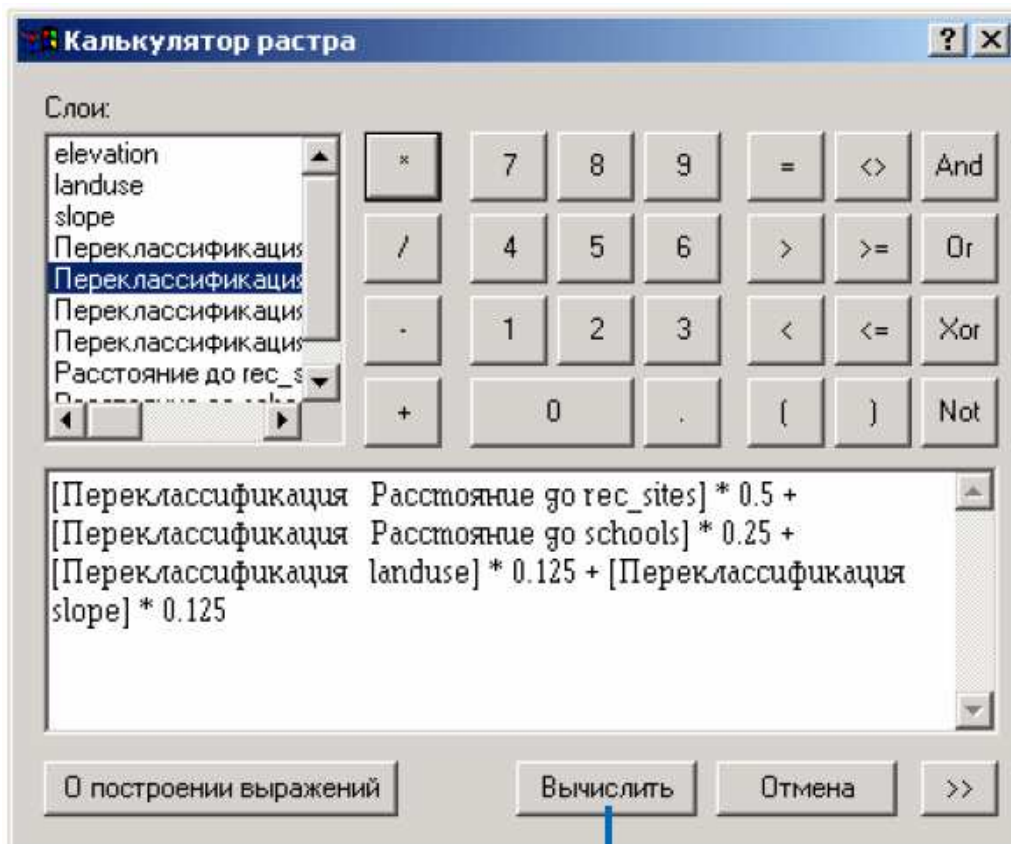 Калькулятор растра
Слои:
elevation
landuse
slope
Переклассификация
Переклассификация
Переклассификация
Переклассификация
Расстояние до rec_s
* 7 8 9 = <> And
/ 4 5 6 > >= Or
- 1 2 3 < <= Xor
+ 0 . ( ) Not
[Переклассификация Расстояние до rec_sites] * 0.5 +
[Переклассификация Расстояние до schools] * 0.25 +
[Переклассификация landuse] * 0.125 + [Переклассификация
slope] * 0.125
О построении выражений Вычислить Отмена >>